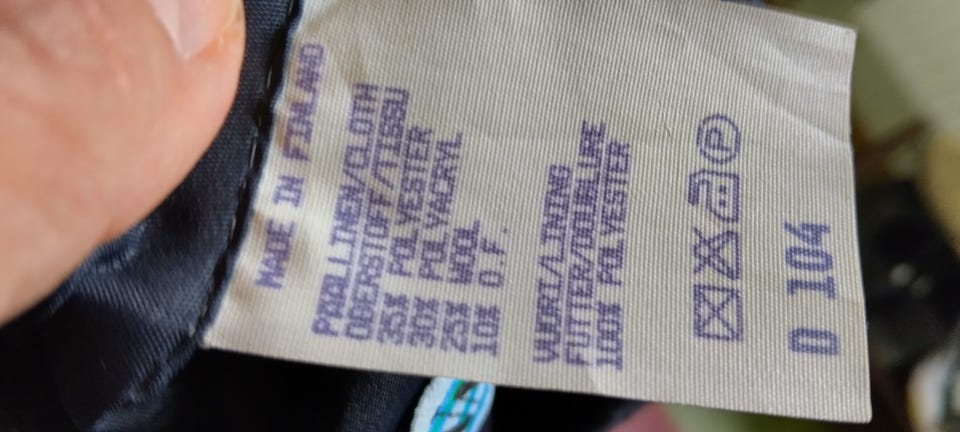 MADE IN FINLAND
PÄÄLLINEN/CLOTH
OBERSTOFF/TISSU
35% POLYESTER
30% POLYACRYL
25% WOOL
10% O.F.
VUORI/LINING
FUTTER/DOUBLURE
100% POLYESTER
P
D 104